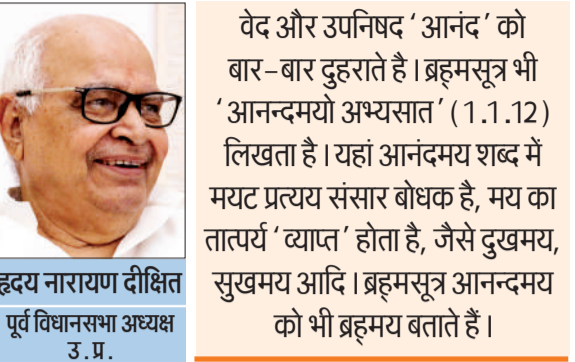 हृदय नारायण दीक्षित
पूर्व विधानसभा अध्यक्ष
उ.प्र.
वेद और उपनिषद ‘आनंद’ को
बार-बार दुहराते है। ब्रह्मसूत्र भी
‘आनन्दमयो अभ्यसात’ (1.1.12)
लिखता है। यहां आनंदमय शब्द में
मयट प्रत्यय संसार बोधक है, मय का
तात्पर्य ‘व्याप्त’ होता है, जैसे दुखमय,
सुखमय आदि। ब्रह्मसूत्र आनन्दमय
को भी ब्रह्मय बताते हैं।